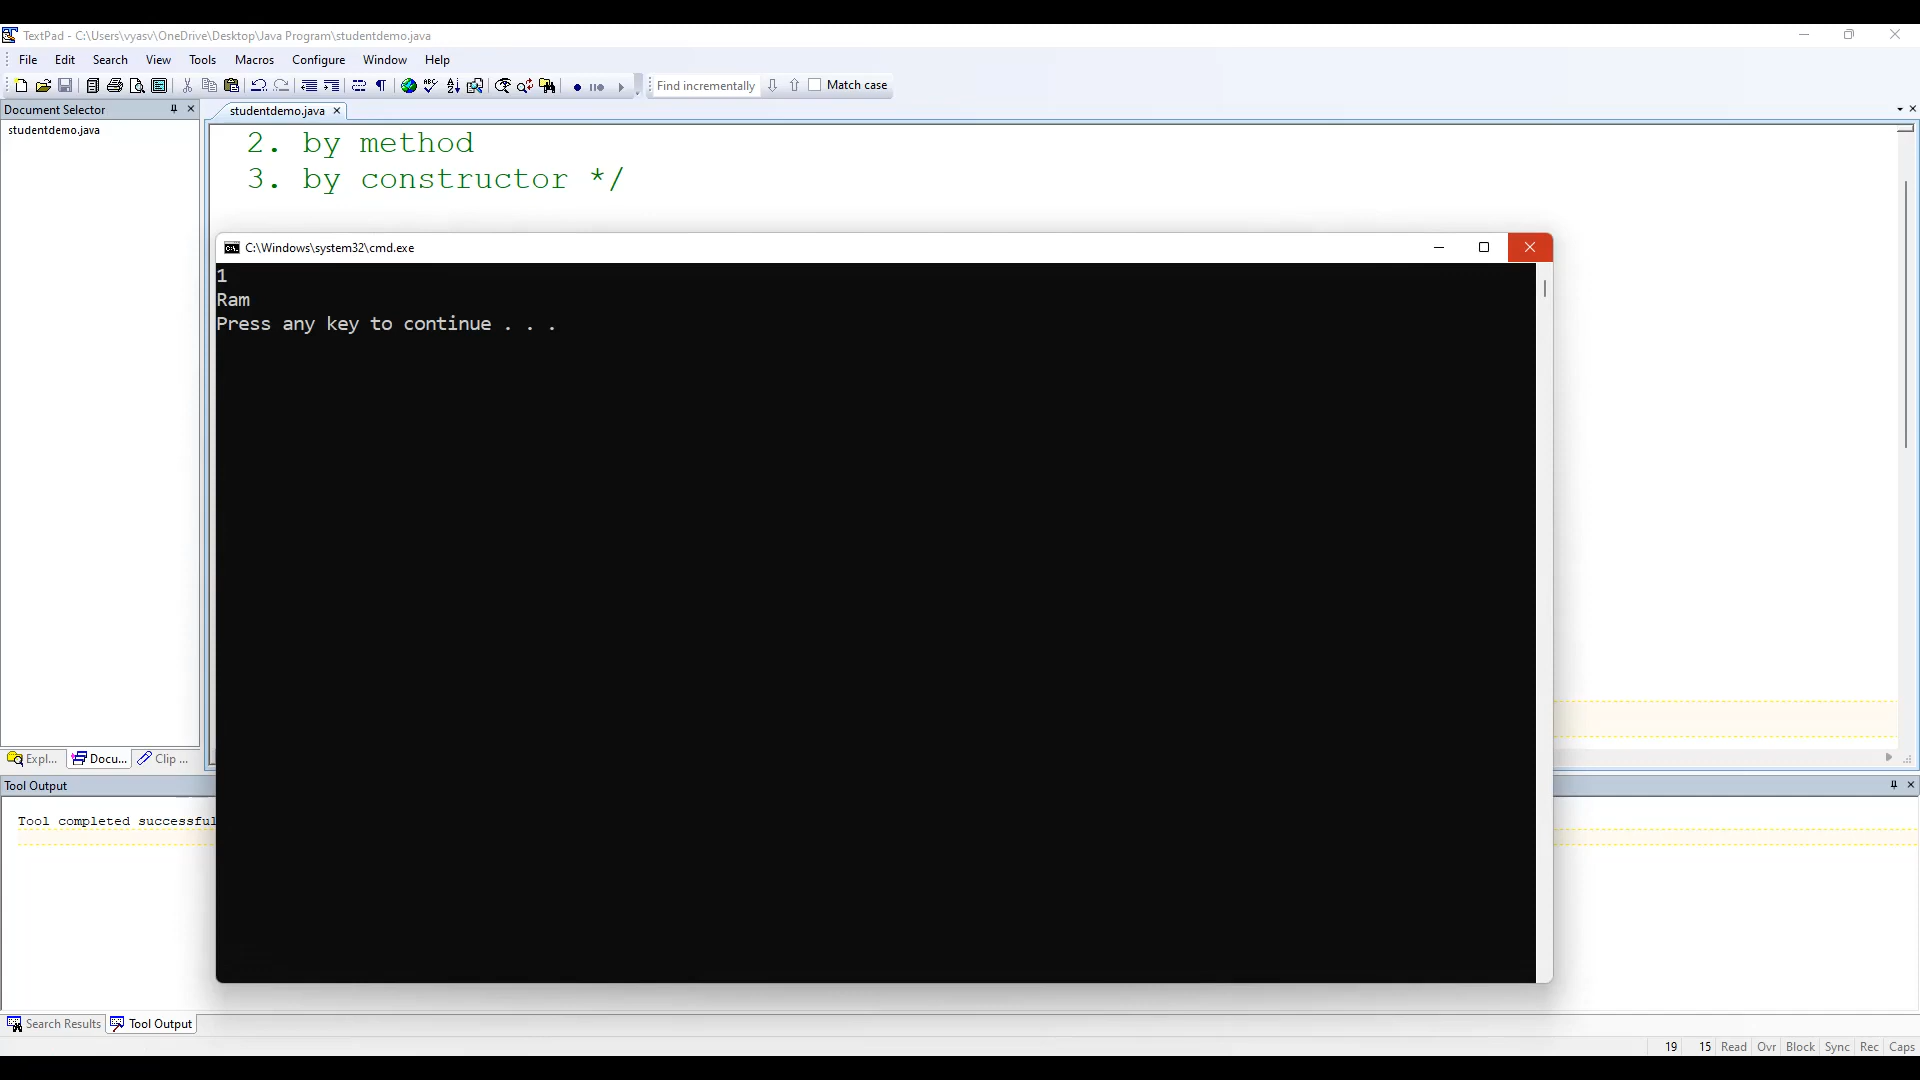 TextPad - C:\Users\vyasv\OneDrive\Desktop\Java Program\studentdemo.java
File Edit Search View Tools Macros Configure Window Help
Find incrementally Match case
Document Selector
studentdemo.java
studentdemo.java
2. by method
3. by constructor */
C:\Windows\system32\cmd.exe
1
Ram
Press any key to continue . . .
Expl... Docu... Clip ...
Tool Output
Tool completed successful
Search Results Tool Output
19 15 Read Ovr Block Sync Rec Caps